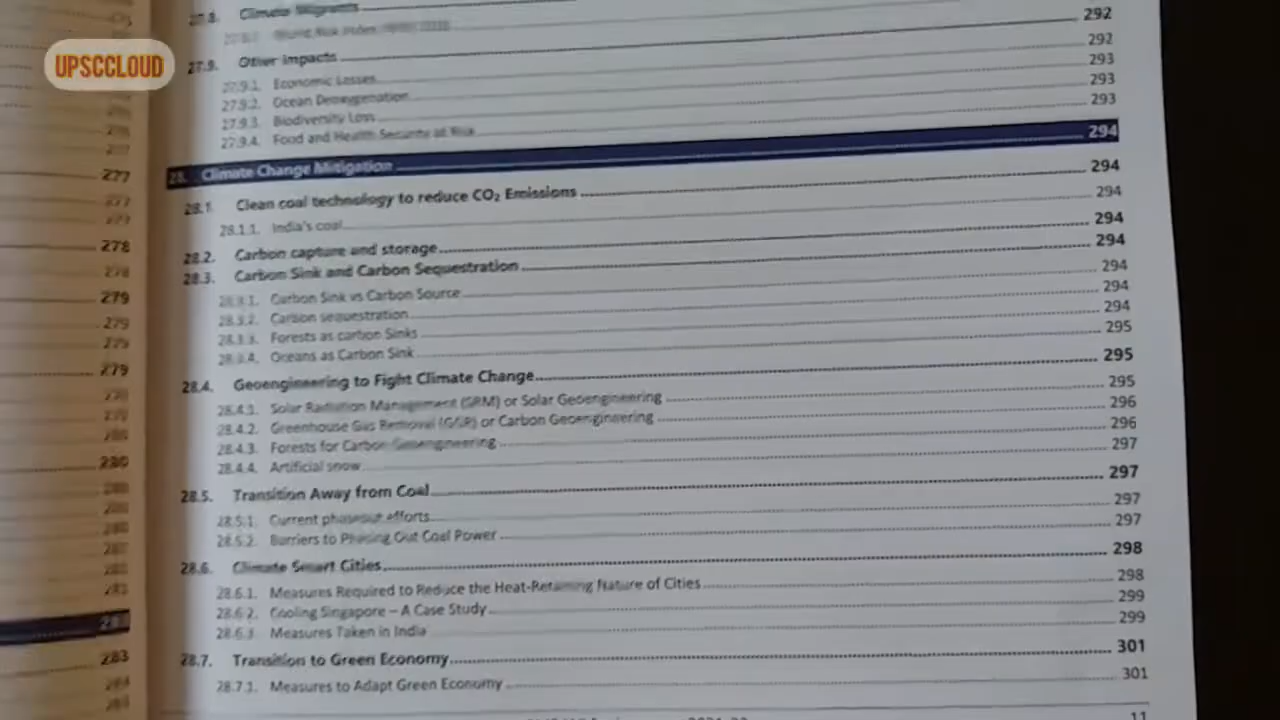 UPSCCLOUD
275
277
277
277
278
278
279
279
279
279
280
283
284
27.8. Climate Migrants
27.9. Other Impacts 292
27.9.1. Economic Losses 292
27.9.2. Ocean Deoxygenation 293
27.9.3. Biodiversity Loss 293
27.9.4. Food and Health Security at Risk 293
28. Climate Change Mitigation 294
28.1. Clean coal technology to reduce CO₂ Emissions 294
28.1.1. India's coal 294
28.2. Carbon capture and storage 294
28.3. Carbon Sink and Carbon Sequestration 294
28.3.1. Carbon Sink vs Carbon Source 294
28.3.2. Carbon sequestration 294
28.3.3. Forests as carbon Sinks 294
28.3.4. Oceans as Carbon Sink 295
28.4. Geoengineering to Fight Climate Change 295
28.4.1. Solar Radiation Management (SRM) or Solar Geoengineering 295
28.4.2. Greenhouse Gas Removal (GGR) or Carbon Geoengineering 296
28.4.3. Forests for Carbon Geoengineering 296
28.4.4. Artificial snow 297
28.5. Transition Away from Coal 297
28.5.1. Current phaseout efforts 297
28.5.2. Barriers to Phasing Out Coal Power 297
28.6. Climate Smart Cities 298
28.6.1. Measures Required to Reduce the Heat-Retaining Nature of Cities 298
28.6.2. Cooling Singapore – A Case Study 299
28.6.3. Measures Taken in India 299
28.7. Transition to Green Economy 301
28.7.1. Measures to Adapt Green Economy 301
11